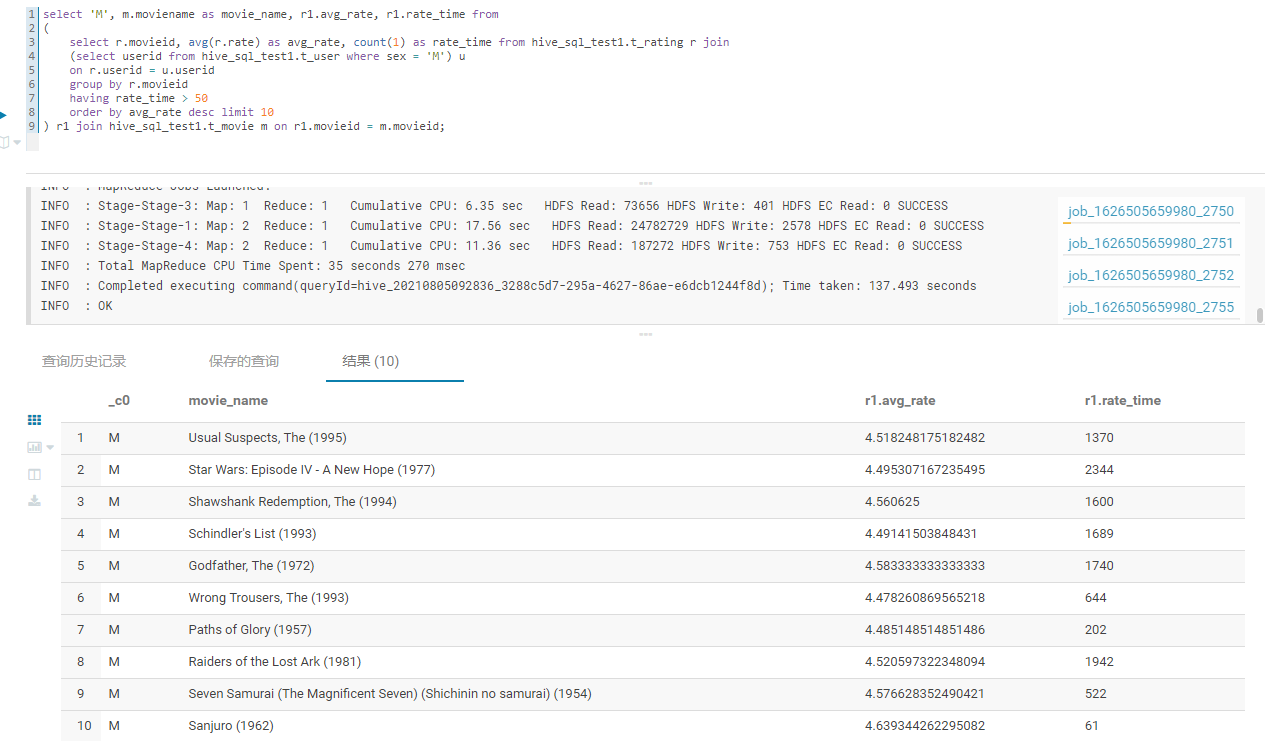 1 select 'M', m.moviename as movie_name, r1.avg_rate, r1.rate_time from
2 (
3 select r.movieid, avg(r.rate) as avg_rate, count(1) as rate_time from hive_sql_test1.t_rating r join
4 (select userid from hive_sql_test1.t_user where sex = 'M') u
5 on r.userid = u.userid
6 group by r.movieid
7 having rate_time > 50
8 order by avg_rate desc limit 10
9 ) r1 join hive_sql_test1.t_movie m on r1.movieid = m.movieid;
INFO : MapReduce Jobs Launched:
INFO : Stage-Stage-3: Map: 1 Reduce: 1 Cumulative CPU: 6.35 sec HDFS Read: 73656 HDFS Write: 401 HDFS EC Read: 0 SUCCESS
INFO : Stage-Stage-1: Map: 2 Reduce: 1 Cumulative CPU: 17.56 sec HDFS Read: 24782729 HDFS Write: 2578 HDFS EC Read: 0 SUCCESS
INFO : Stage-Stage-4: Map: 2 Reduce: 1 Cumulative CPU: 11.36 sec HDFS Read: 187272 HDFS Write: 753 HDFS EC Read: 0 SUCCESS
INFO : Total MapReduce CPU Time Spent: 35 seconds 270 msec
INFO : Completed executing command(queryId=hive_20210805092836_3288c5d7-295a-4627-86ae-e6dcb1244f8d); Time taken: 137.493 seconds
INFO : OK
job_1626505659980_2750
job_1626505659980_2751
job_1626505659980_2752
job_1626505659980_2755
查询历史记录 保存的查询 结果 (10)
_c0 movie_name r1.avg_rate r1.rate_time
1 M Usual Suspects, The (1995) 4.518248175182482 1370
2 M Star Wars: Episode IV - A New Hope (1977) 4.495307167235495 2344
3 M Shawshank Redemption, The (1994) 4.560625 1600
4 M Schindler's List (1993) 4.49141503848431 1689
5 M Godfather, The (1972) 4.583333333333333 1740
6 M Wrong Trousers, The (1993) 4.478260869565218 644
7 M Paths of Glory (1957) 4.485148514851486 202
8 M Raiders of the Lost Ark (1981) 4.520597322348094 1942
9 M Seven Samurai (The Magnificent Seven) (Shichinin no samurai) (1954) 4.576628352490421 522
10 M Sanjuro (1962) 4.639344262295082 61